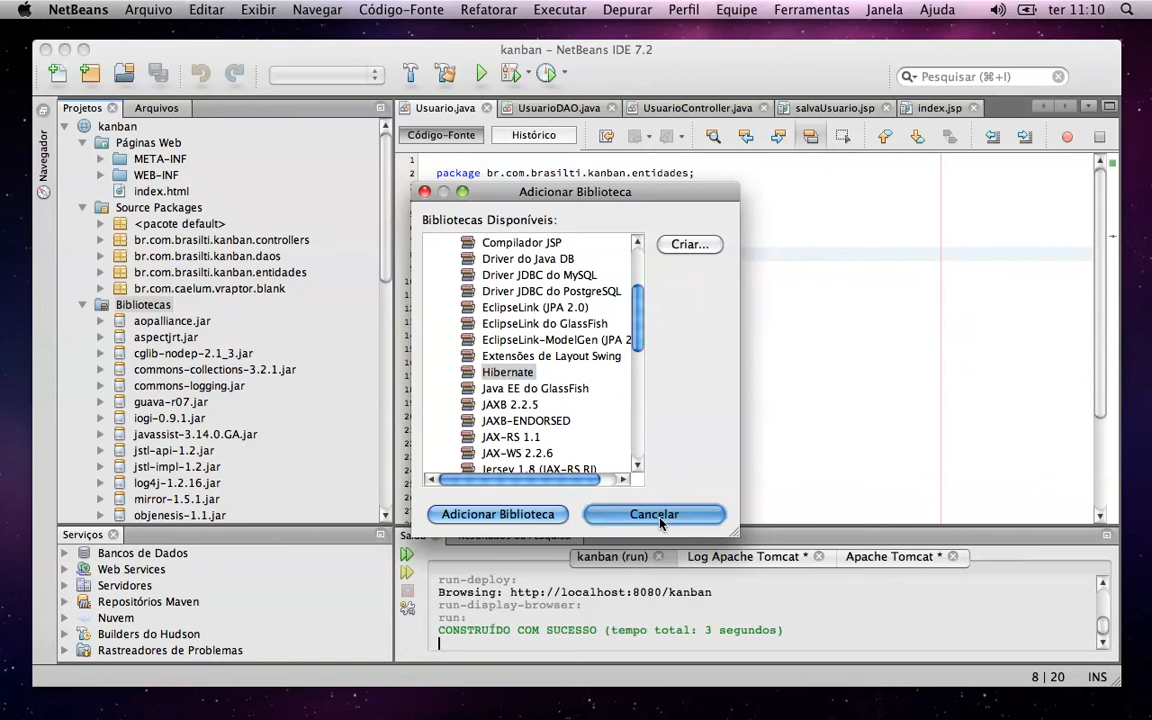 NetBeans Arquivo Editar Exibir Navegar Código-Fonte Refatorar Executar Depurar Perfil Equipe Ferramentas Janela Ajuda ter 11:10
kanban – NetBeans IDE 7.2
Pesquisar (⌘+I)
Projetos Arquivos
Usuario.java UsuarioDAO.java UsuarioController.java salvaUsuario.jsp index.jsp
Navegador
Código-Fonte Histórico
kanban
Páginas Web
META-INF
WEB-INF
index.html
Source Packages
<pacote default>
br.com.brasilti.kanban.controllers
br.com.brasilti.kanban.daos
br.com.brasilti.kanban.entidades
br.com.caelum.vraptor.blank
Bibliotecas
aopalliance.jar
aspectjrt.jar
cglib-nodep-2.1_3.jar
commons-collections-3.2.1.jar
commons-logging.jar
guava-r07.jar
iogi-0.9.1.jar
javassist-3.14.0.GA.jar
jstl-api-1.2.jar
jstl-impl-1.2.jar
log4j-1.2.16.jar
mirror-1.5.1.jar
objenesis-1.1.jar
1
2 package br.com.brasilti.kanban.entidades;
Adicionar Biblioteca
Bibliotecas Disponíveis:
Compilador JSP
Driver do Java DB
Driver JDBC do MySQL
Driver JDBC do PostgreSQL
EclipseLink (JPA 2.0)
EclipseLink do GlassFish
EclipseLink-ModelGen (JPA 2
Extensões de Layout Swing
Hibernate
Java EE do GlassFish
JAXB 2.2.5
JAXB-ENDORSED
JAX-RS 1.1
JAX-WS 2.2.6
Jersey 1.8 (JAX-RS RI)
Criar...
Adicionar Biblioteca Cancelar
Serviços
Bancos de Dados
Web Services
Servidores
Repositórios Maven
Nuvem
Builders do Hudson
Rastreadores de Problemas
kanban (run) Log Apache Tomcat * Apache Tomcat *
run-deploy:
Browsing: http://localhost:8080/kanban
run-display-browser:
run:
CONSTRUÍDO COM SUCESSO (tempo total: 3 segundos)
8 | 20 INS